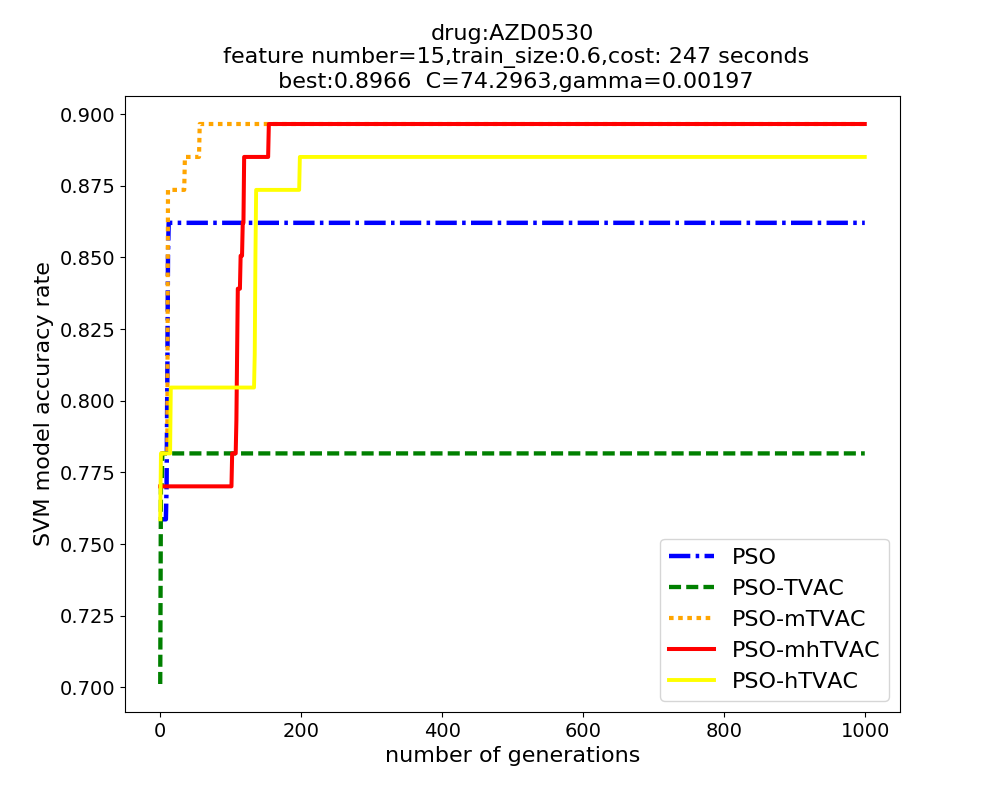 drug:AZD0530
feature number=15,train_size:0.6,cost: 247 seconds
best:0.8966  C=74.2963,gamma=0.00197
0.900
0.875
0.850
0.825
0.800
0.775
0.750
0.725
0.700
SVM model accuracy rate
PSO
PSO-TVAC
PSO-mTVAC
PSO-mhTVAC
PSO-hTVAC
0 200 400 600 800 1000
number of generations